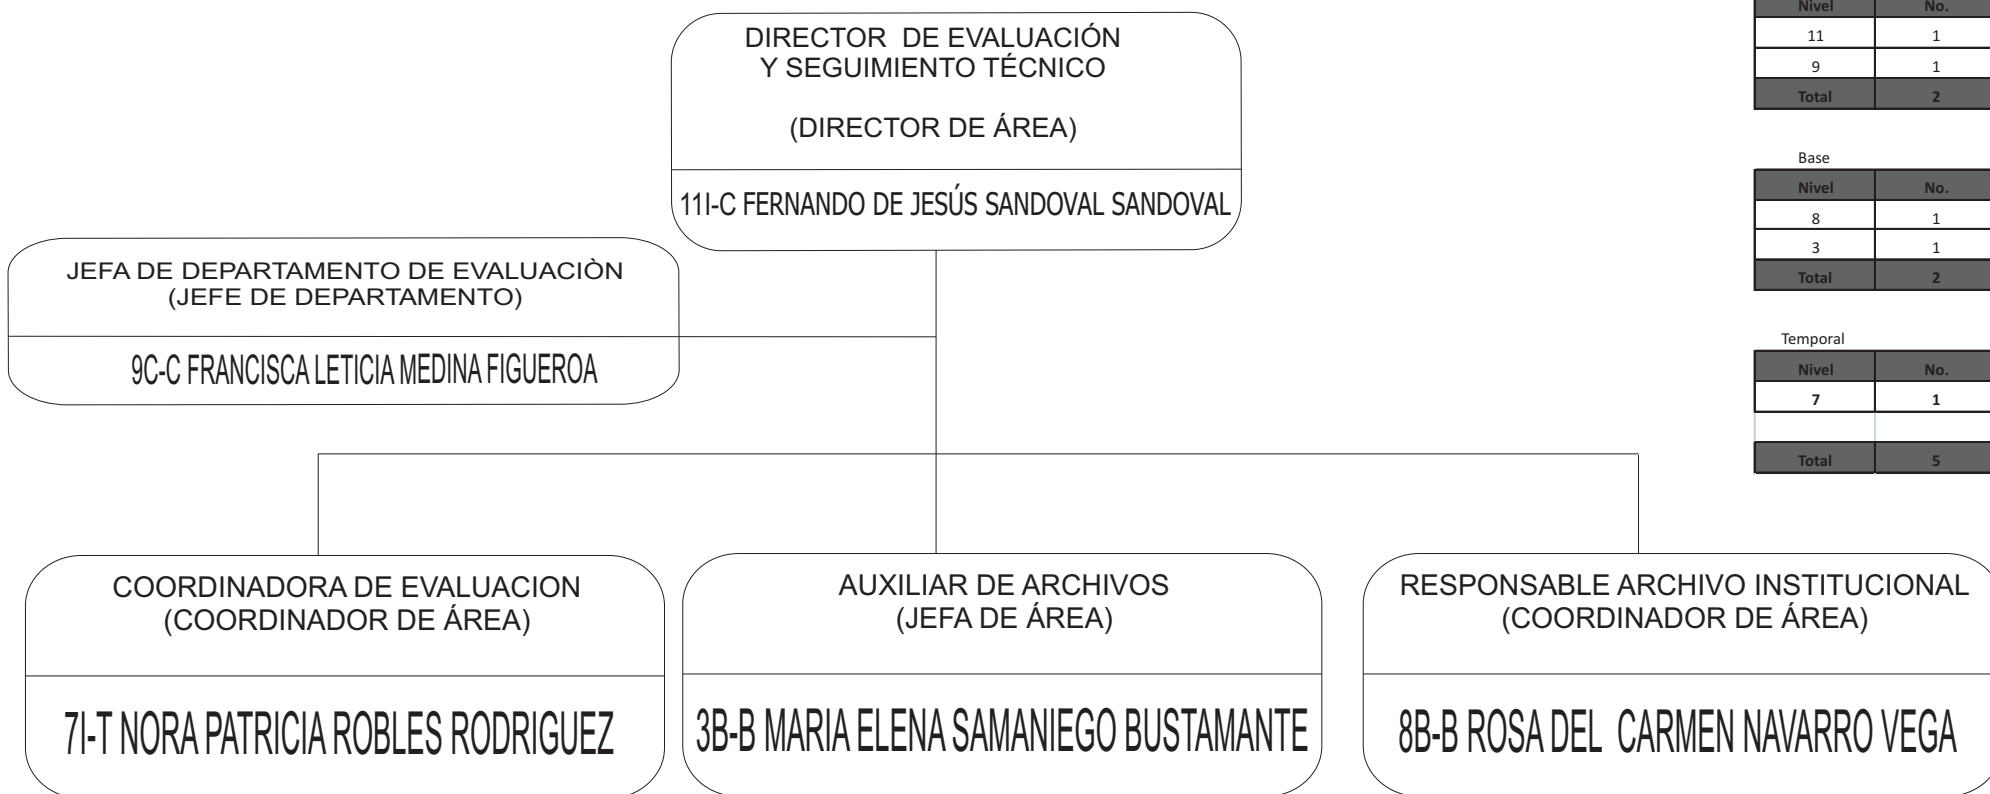 DIRECTOR DE EVALUACIÓN
Y SEGUIMIENTO TÉCNICO
(DIRECTOR DE ÁREA)
11I-C FERNANDO DE JESÚS SANDOVAL SANDOVAL
JEFA DE DEPARTAMENTO DE EVALUACIÒN
(JEFE DE DEPARTAMENTO)
9C-C FRANCISCA LETICIA MEDINA FIGUEROA
COORDINADORA DE EVALUACION
(COORDINADOR DE ÁREA)
7I-T NORA PATRICIA ROBLES RODRIGUEZ
AUXILIAR DE ARCHIVOS
(JEFA DE ÁREA)
3B-B MARIA ELENA SAMANIEGO BUSTAMANTE
RESPONSABLE ARCHIVO INSTITUCIONAL
(COORDINADOR DE ÁREA)
8B-B ROSA DEL CARMEN NAVARRO VEGA
Nivel No.
11 1
9 1
Total 2
Base
Nivel No.
8 1
3 1
Total 2
Temporal
Nivel No.
7 1
Total 5